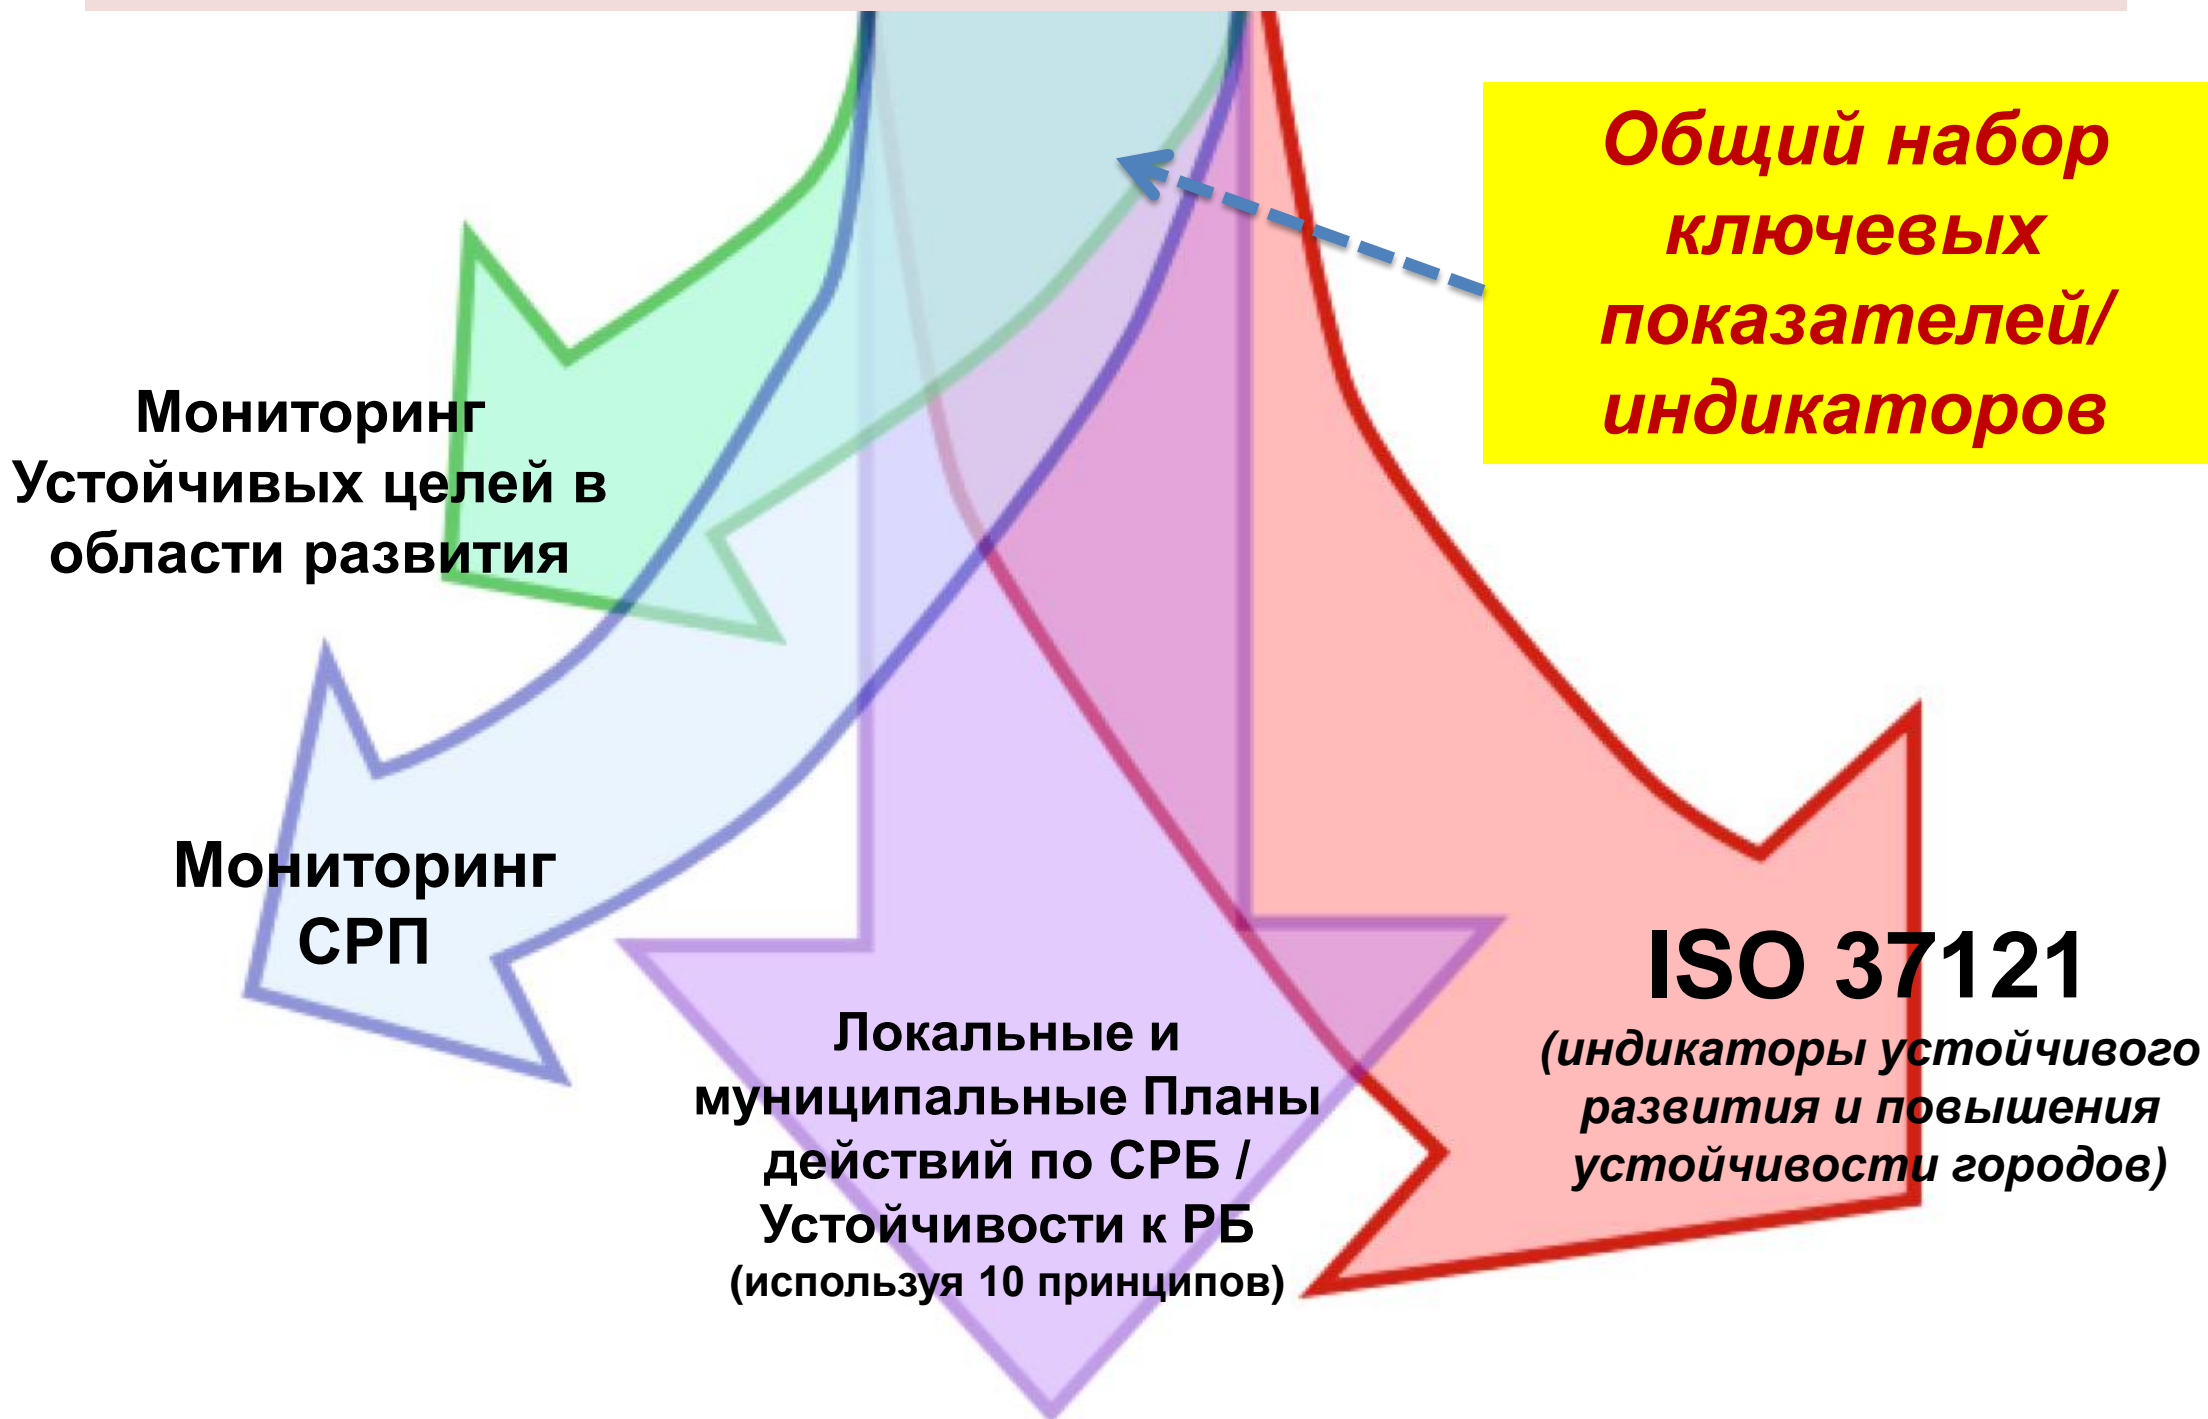 Общий набор
ключевых
показателей/
индикаторов
Мониторинг
Устойчивых целей в
области развития
Мониторинг
СРП
Локальные и
муниципальные Планы
действий по СРБ /
Устойчивости к РБ
(используя 10 принципов)
ISO 37121
(индикаторы устойчивого
развития и повышения
устойчивости городов)